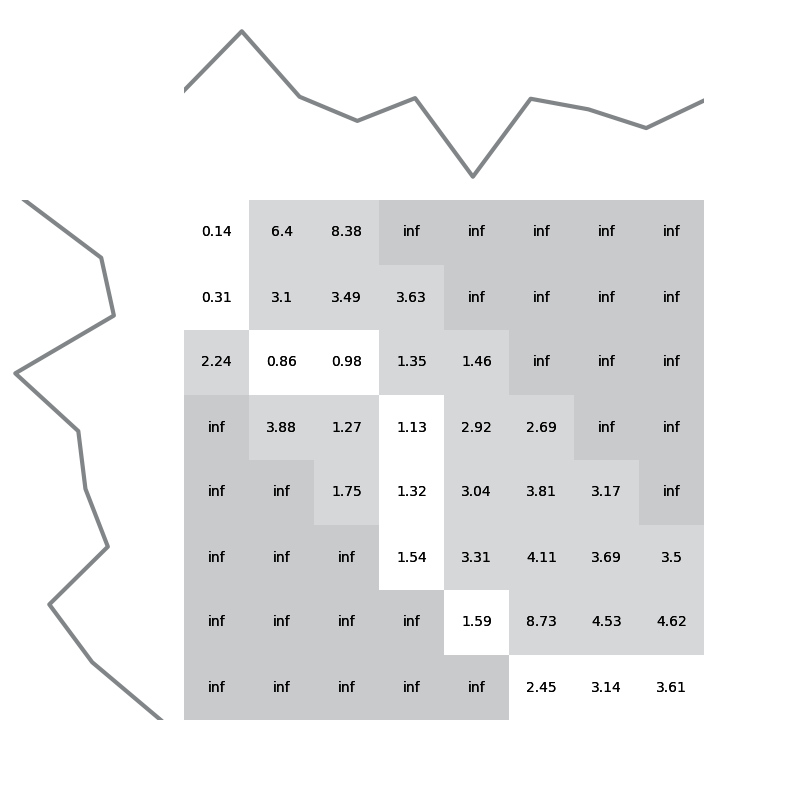 0.14 6.4 8.38 inf inf inf inf inf
0.31 3.1 3.49 3.63 inf inf inf inf
2.24 0.86 0.98 1.35 1.46 inf inf inf
inf 3.88 1.27 1.13 2.92 2.69 inf inf
inf inf 1.75 1.32 3.04 3.81 3.17 inf
inf inf inf 1.54 3.31 4.11 3.69 3.5
inf inf inf inf 1.59 8.73 4.53 4.62
inf inf inf inf inf 2.45 3.14 3.61